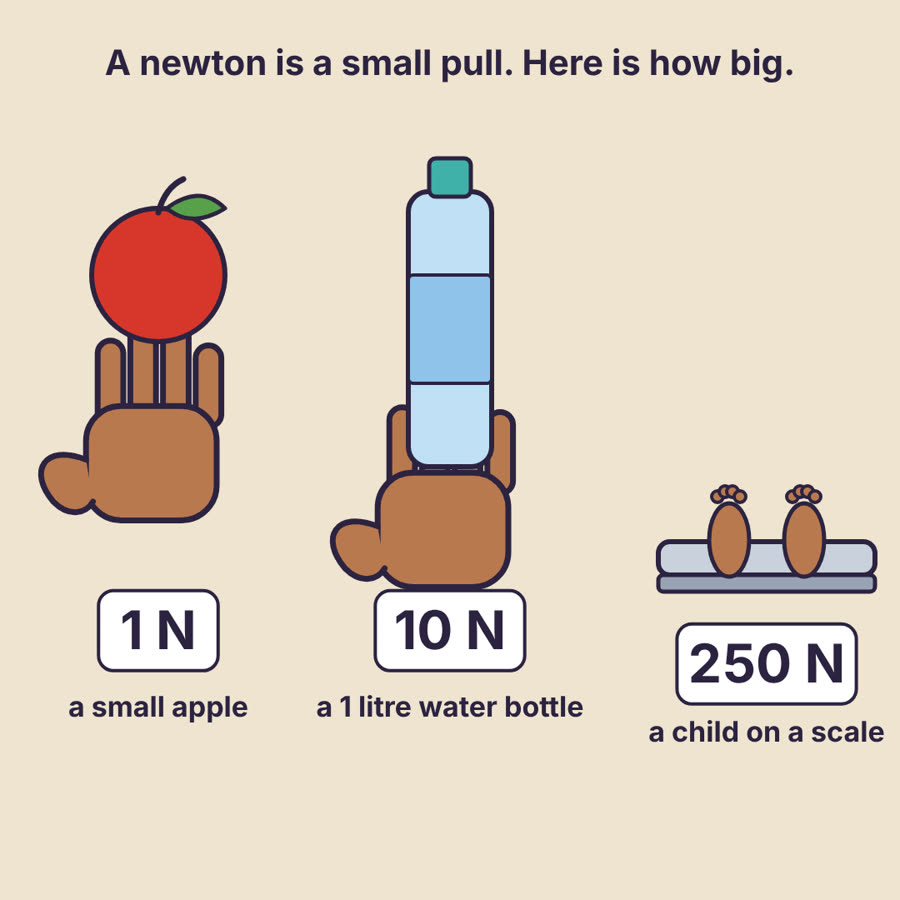 A newton is a small pull. Here is how big.
1 N
a small apple
10 N
a 1 litre water bottle
250 N
a child on a scale